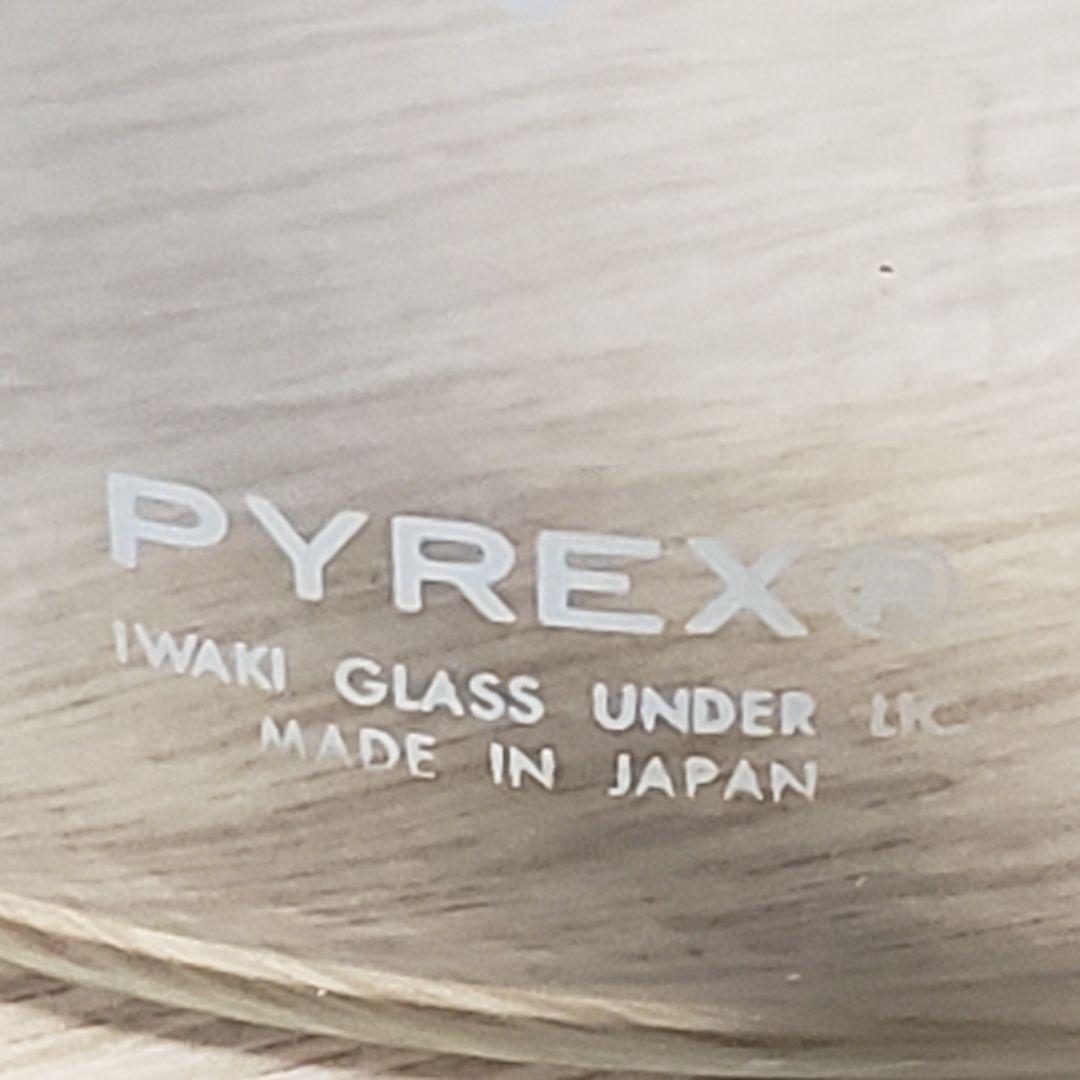 PYREX®
IWAKI GLASS UNDER LIC.
MADE IN JAPAN